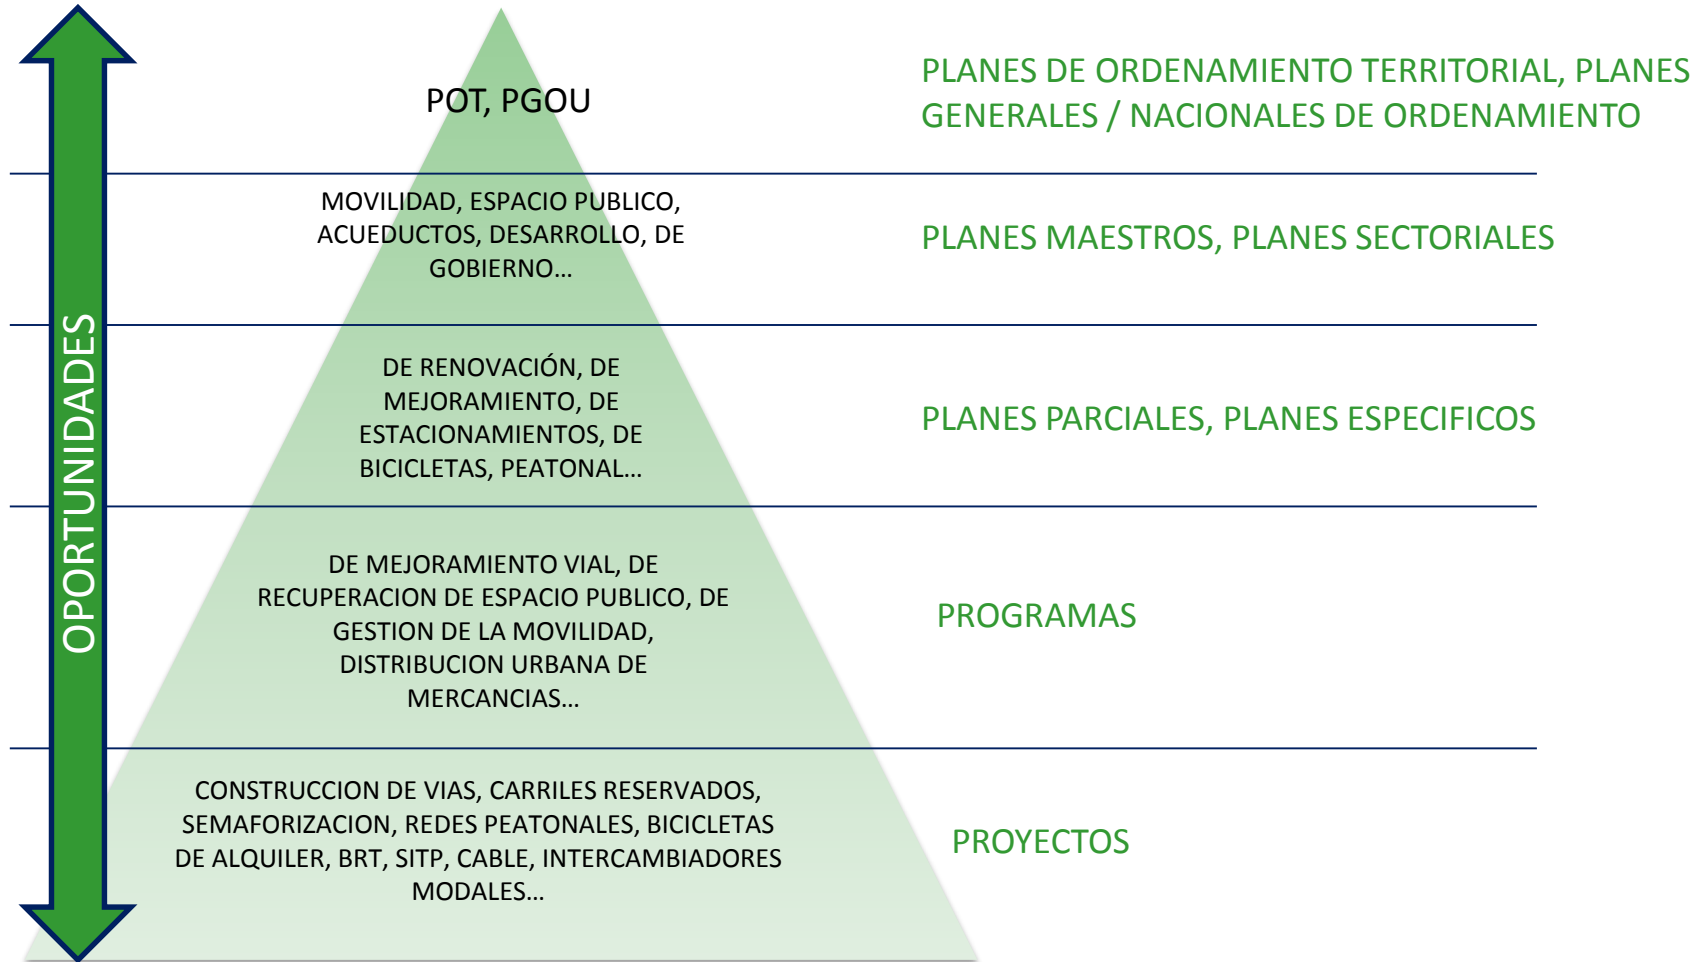 OPORTUNIDADES
POT, PGOU
PLANES DE ORDENAMIENTO TERRITORIAL, PLANES
GENERALES / NACIONALES DE ORDENAMIENTO
MOVILIDAD, ESPACIO PUBLICO,
ACUEDUCTOS, DESARROLLO, DE
GOBIERNO...
PLANES MAESTROS, PLANES SECTORIALES
DE RENOVACIÓN, DE
MEJORAMIENTO, DE
ESTACIONAMIENTOS, DE
BICICLETAS, PEATONAL...
PLANES PARCIALES, PLANES ESPECIFICOS
DE MEJORAMIENTO VIAL, DE
RECUPERACION DE ESPACIO PUBLICO, DE
GESTION DE LA MOVILIDAD,
DISTRIBUCION URBANA DE
MERCANCIAS...
PROGRAMAS
CONSTRUCCION DE VIAS, CARRILES RESERVADOS,
SEMAFORIZACION, REDES PEATONALES, BICICLETAS
DE ALQUILER, BRT, SITP, CABLE, INTERCAMBIADORES
MODALES...
PROYECTOS